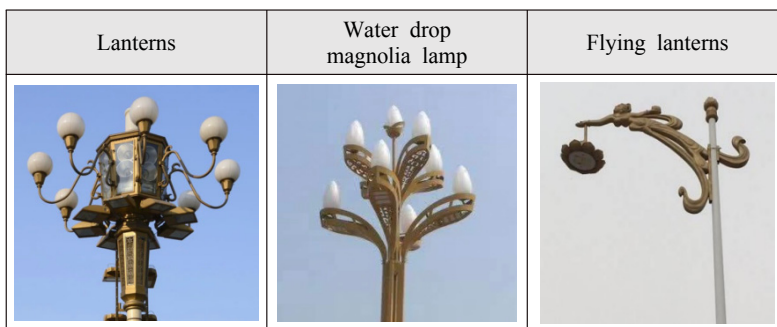 Lanterns
Water drop
magnolia lamp
Flying lanterns